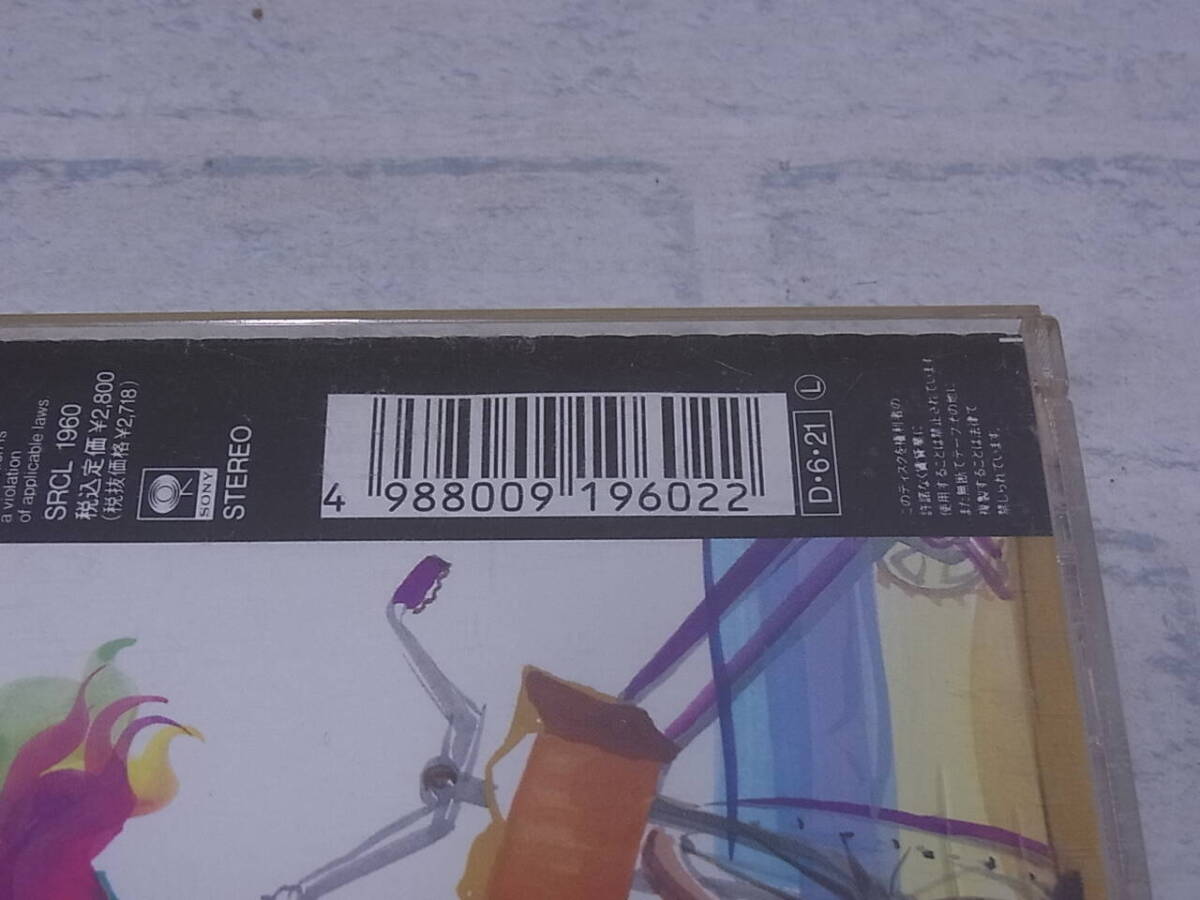 a violation
of applicable laws
SRCL 1960
税込定価 ¥2,800
(税抜価格¥2,718)
SONY
STEREO
4 988009 196022
D・6・21
L
このディスクを権利者の
許諾なく賃貸業に
使用することは禁止されています
また無断でテープその他に
複製することは法律で
禁じられています。